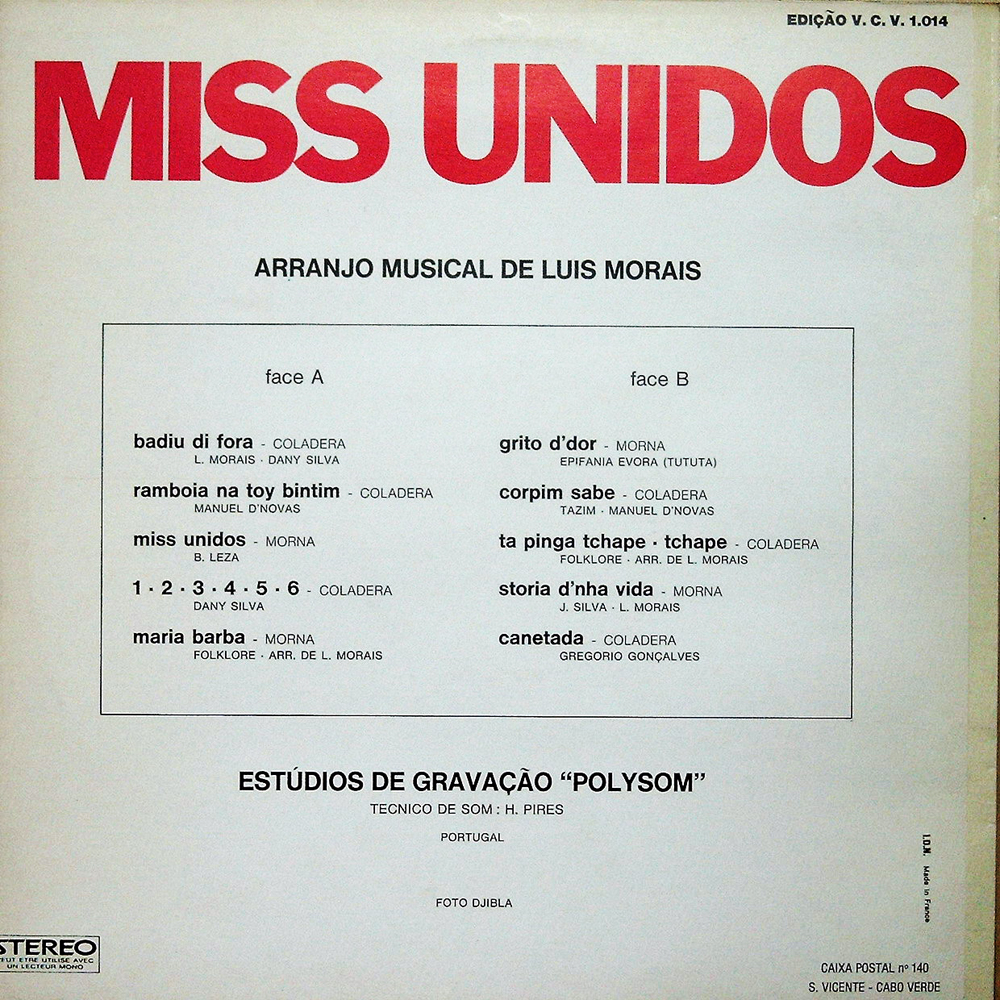 EDIÇÃO V. C. V. 1.014
MISS UNIDOS
ARRANJO MUSICAL DE LUIS MORAIS
face A
badiu di fora - COLADERA
L. MORAIS · DANY SILVA
ramboia na toy bintim - COLADERA
MANUEL D'NOVAS
miss unidos - MORNA
B. LEZA
1 · 2 · 3 · 4 · 5 · 6 - COLADERA
DANY SILVA
maria barba - MORNA
FOLKLORE · ARR. DE L. MORAIS
face B
grito d'dor - MORNA
EPIFANIA EVORA (TUTUTA)
corpim sabe - COLADERA
TAZIM · MANUEL D'NOVAS
ta pinga tchape · tchape - COLADERA
FOLKLORE · ARR. DE L. MORAIS
storia d'nha vida - MORNA
J. SILVA · L. MORAIS
canetada - COLADERA
GREGORIO GONÇALVES
ESTÚDIOS DE GRAVAÇÃO “POLYSOM”
TECNICO DE SOM : H. PIRES
PORTUGAL
FOTO DJIBLA
I.D.N. Made in France
STEREO
PEUT ETRE UTILISE AVEC
UN LECTEUR MONO
CAIXA POSTAL nº 140
S. VICENTE - CABO VERDE